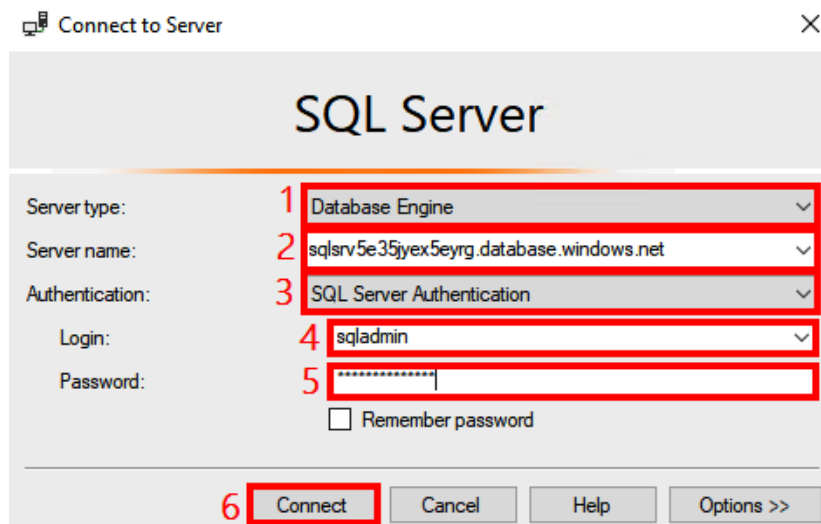 Connect to Server
SQL Server
Server type: 1 Database Engine
Server name: 2 sqlsrv5e35jyex5eyrg.database.windows.net
Authentication: 3 SQL Server Authentication
Login: 4 sqladmin
Password: 5 **************
Remember password
6 Connect Cancel Help Options >>